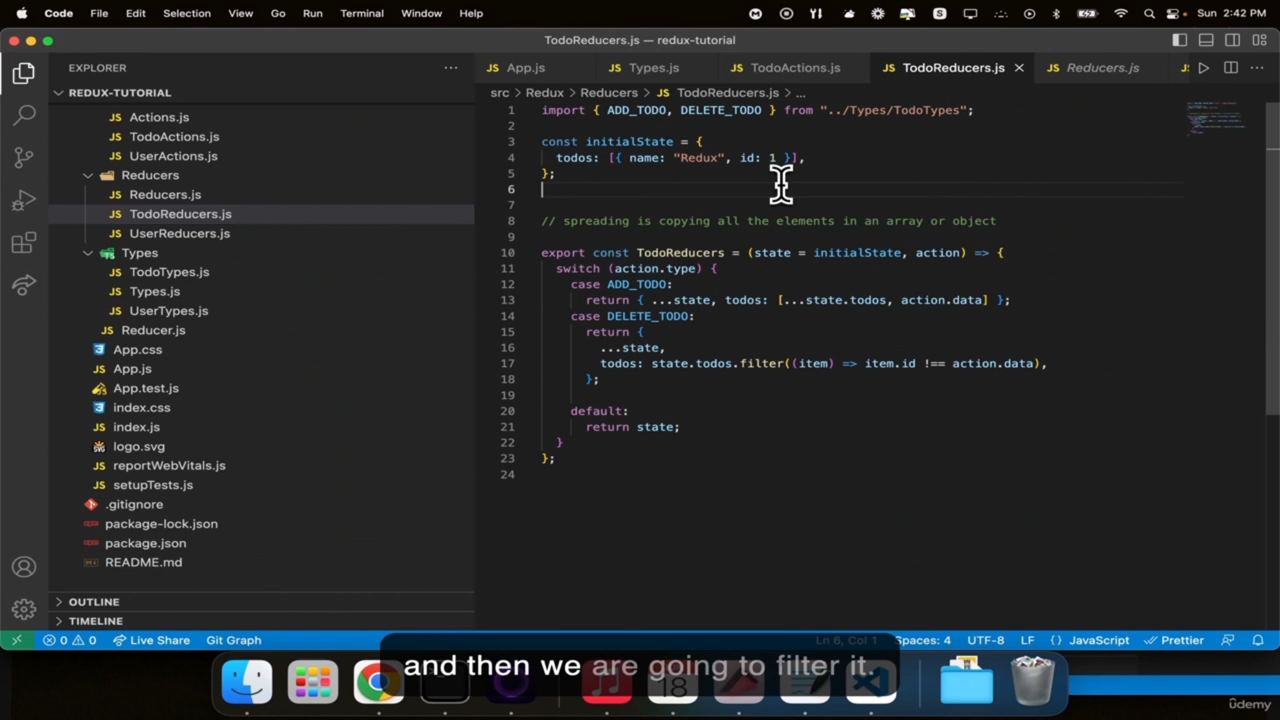 Code File Edit Selection View Go Run Terminal Window Help Sun 2:42 PM
TodoReducers.js — redux-tutorial
EXPLORER
REDUX-TUTORIAL
Actions.js
TodoActions.js
UserActions.js
Reducers
Reducers.js
TodoReducers.js
UserReducers.js
Types
TodoTypes.js
Types.js
UserTypes.js
Reducer.js
App.css
App.js
App.test.js
index.css
index.js
logo.svg
reportWebVitals.js
setupTests.js
.gitignore
package-lock.json
package.json
README.md
OUTLINE
TIMELINE
App.js Types.js TodoActions.js TodoReducers.js Reducers.js
src > Redux > Reducers > TodoReducers.js > ...
1 import { ADD_TODO, DELETE_TODO } from "../Types/TodoTypes";
2
3 const initialState = {
4 todos: [{ name: "Redux", id: 1 }],
5 };
6
7
8 // spreading is copying all the elements in an array or object
9
10 export const TodoReducers = (state = initialState, action) => {
11 switch (action.type) {
12 case ADD_TODO:
13 return { ...state, todos: [...state.todos, action.data] };
14 case DELETE_TODO:
15 return {
16 ...state,
17 todos: state.todos.filter((item) => item.id !== action.data),
18 };
19
20 default:
21 return state;
22 }
23 };
24
0 0 Live Share Git Graph Ln 6, Col 1 Spaces: 4 UTF-8 LF {} JavaScript Prettier
and then we are going to filter it.
18
udemy